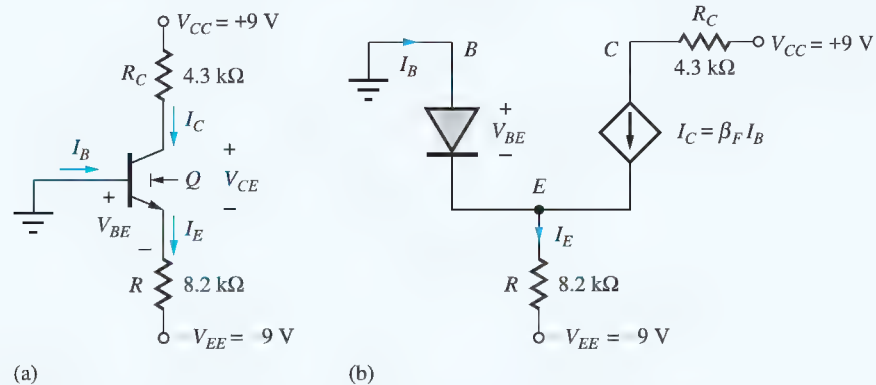 V_CC = +9 V
R_C 4.3 kΩ
I_C
I_B
+
Q V_CE
+
V_BE
−
−
I_E
R 8.2 kΩ
V_EE = −9 V
(a)
R_C
C
V_CC = +9 V
4.3 kΩ
B
I_B
+
V_BE
−
I_C = β_F I_B
E
I_E
R 8.2 kΩ
V_EE = −9 V
(b)